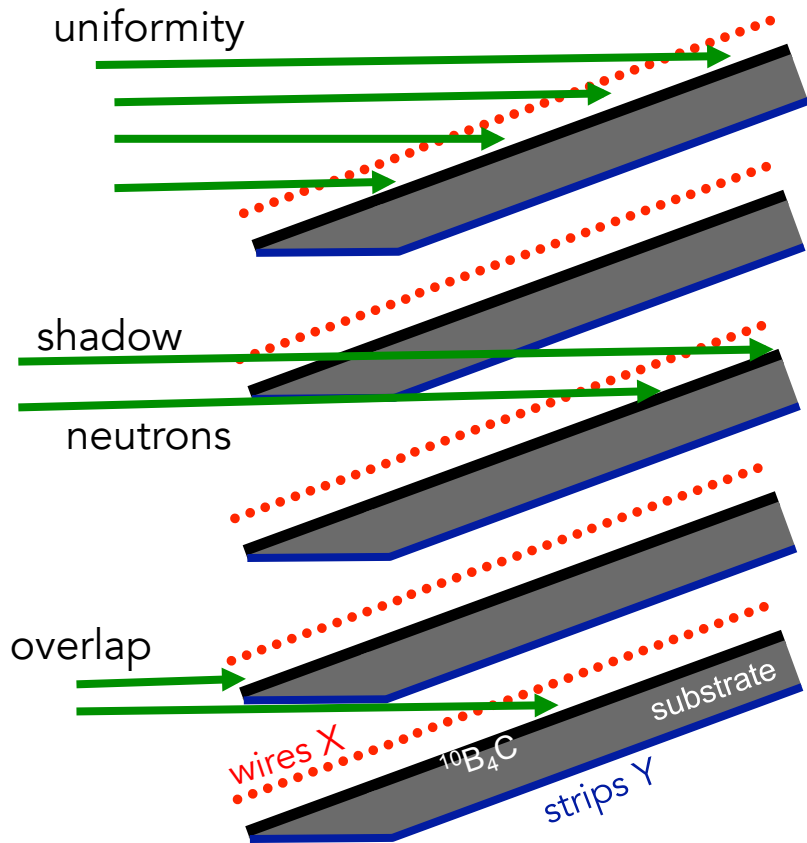 uniformity
shadow
neutrons
overlap
substrate
wires X
¹⁰B₄C
strips Y